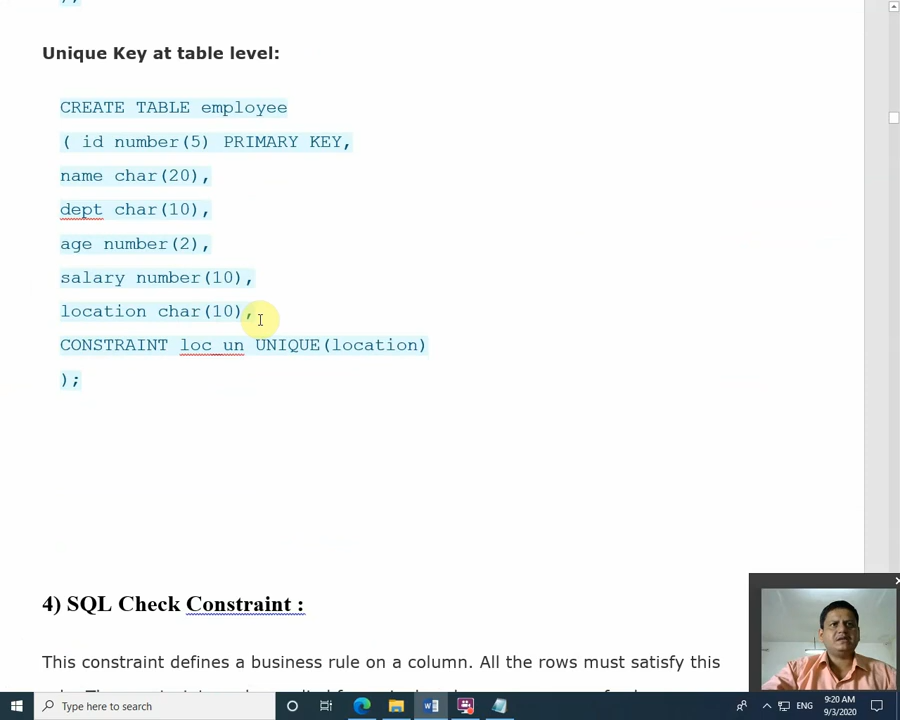 Unique Key at table level:
CREATE TABLE employee
( id number(5) PRIMARY KEY,
name char(20),
dept char(10),
age number(2),
salary number(10),
location char(10),
CONSTRAINT loc_un UNIQUE(location)
);
4) SQL Check Constraint :
This constraint defines a business rule on a column. All the rows must satisfy this
Type here to search
ENG
9:20 AM
9/3/2020